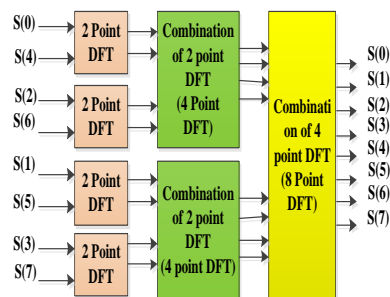 S(0)
S(4)
2 Point
DFT
S(2)
S(6)
2 Point
DFT
S(1)
S(5)
2 Point
DFT
S(3)
S(7)
2 Point
DFT
Combination
of 2 point
DFT
(4 Point
DFT)
Combination
of 2 point
DFT
(4 point DFT)
Combinati
on of 4
point DFT
(8 Point
DFT)
S(0)
S(1)
S(2)
S(3)
S(4)
S(5)
S(6)
S(7)